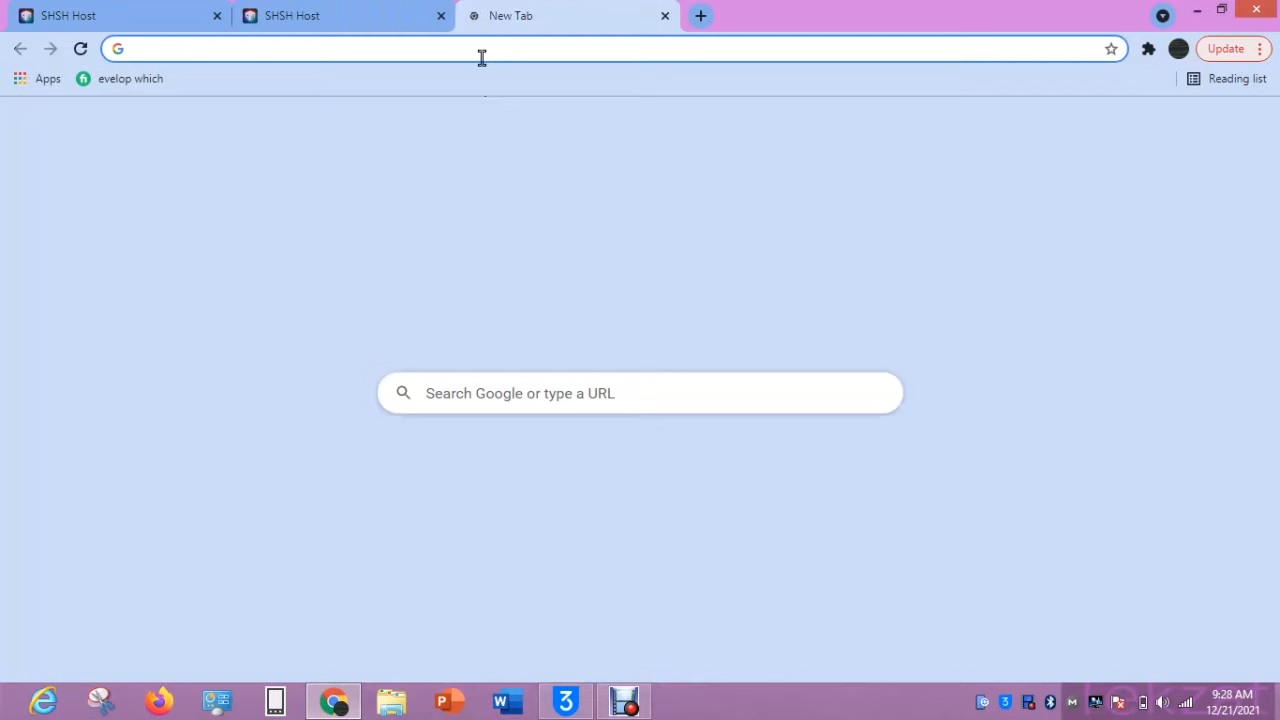 SHSH Host
SHSH Host
New Tab
Update
Apps
evelop which
Reading list
Search Google or type a URL
9:28 AM
12/21/2021